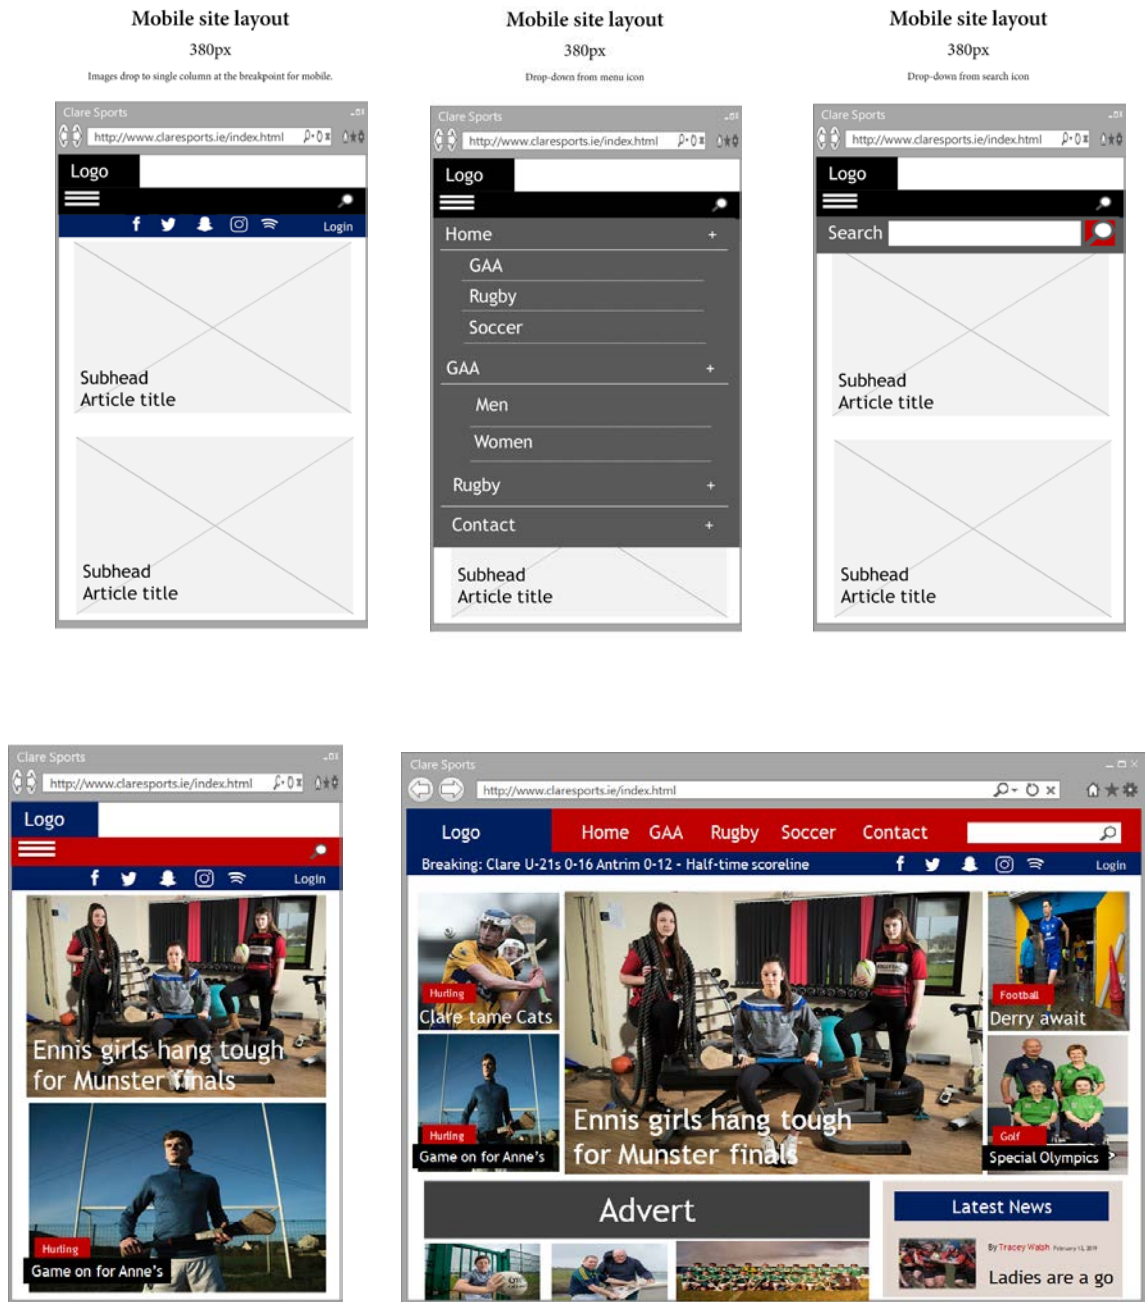 Mobile site layout
380px
Images drop to single column at the breakpoint for mobile.
Clare Sports
http://www.claresports.ie/index.html
Logo
Login
Subhead
Article title
Subhead
Article title
Mobile site layout
380px
Drop-down from menu icon
Clare Sports
http://www.claresports.ie/index.html
Logo
Home +
GAA
Rugby
Soccer
GAA +
Men
Women
Rugby +
Contact +
Subhead
Article title
Mobile site layout
380px
Drop-down from search icon
Clare Sports
http://www.claresports.ie/index.html
Logo
Search
Subhead
Article title
Subhead
Article title
Clare Sports
http://www.claresports.ie/index.html
Logo
Login
Ennis girls hang tough
for Munster finals
Hurling
Game on for Anne's
Clare Sports
http://www.claresports.ie/index.html
Logo Home GAA Rugby Soccer Contact
Breaking: Clare U-21s 0-16 Antrim 0-12 - Half-time scoreline Login
Hurling
Clare tame Cats
Hurling
Game on for Anne's
Ennis girls hang tough
for Munster finals
Football
Derry await
Golf
Special Olympics >
Advert
Latest News
By Tracey Walsh February 15, 2019
Ladies are a go